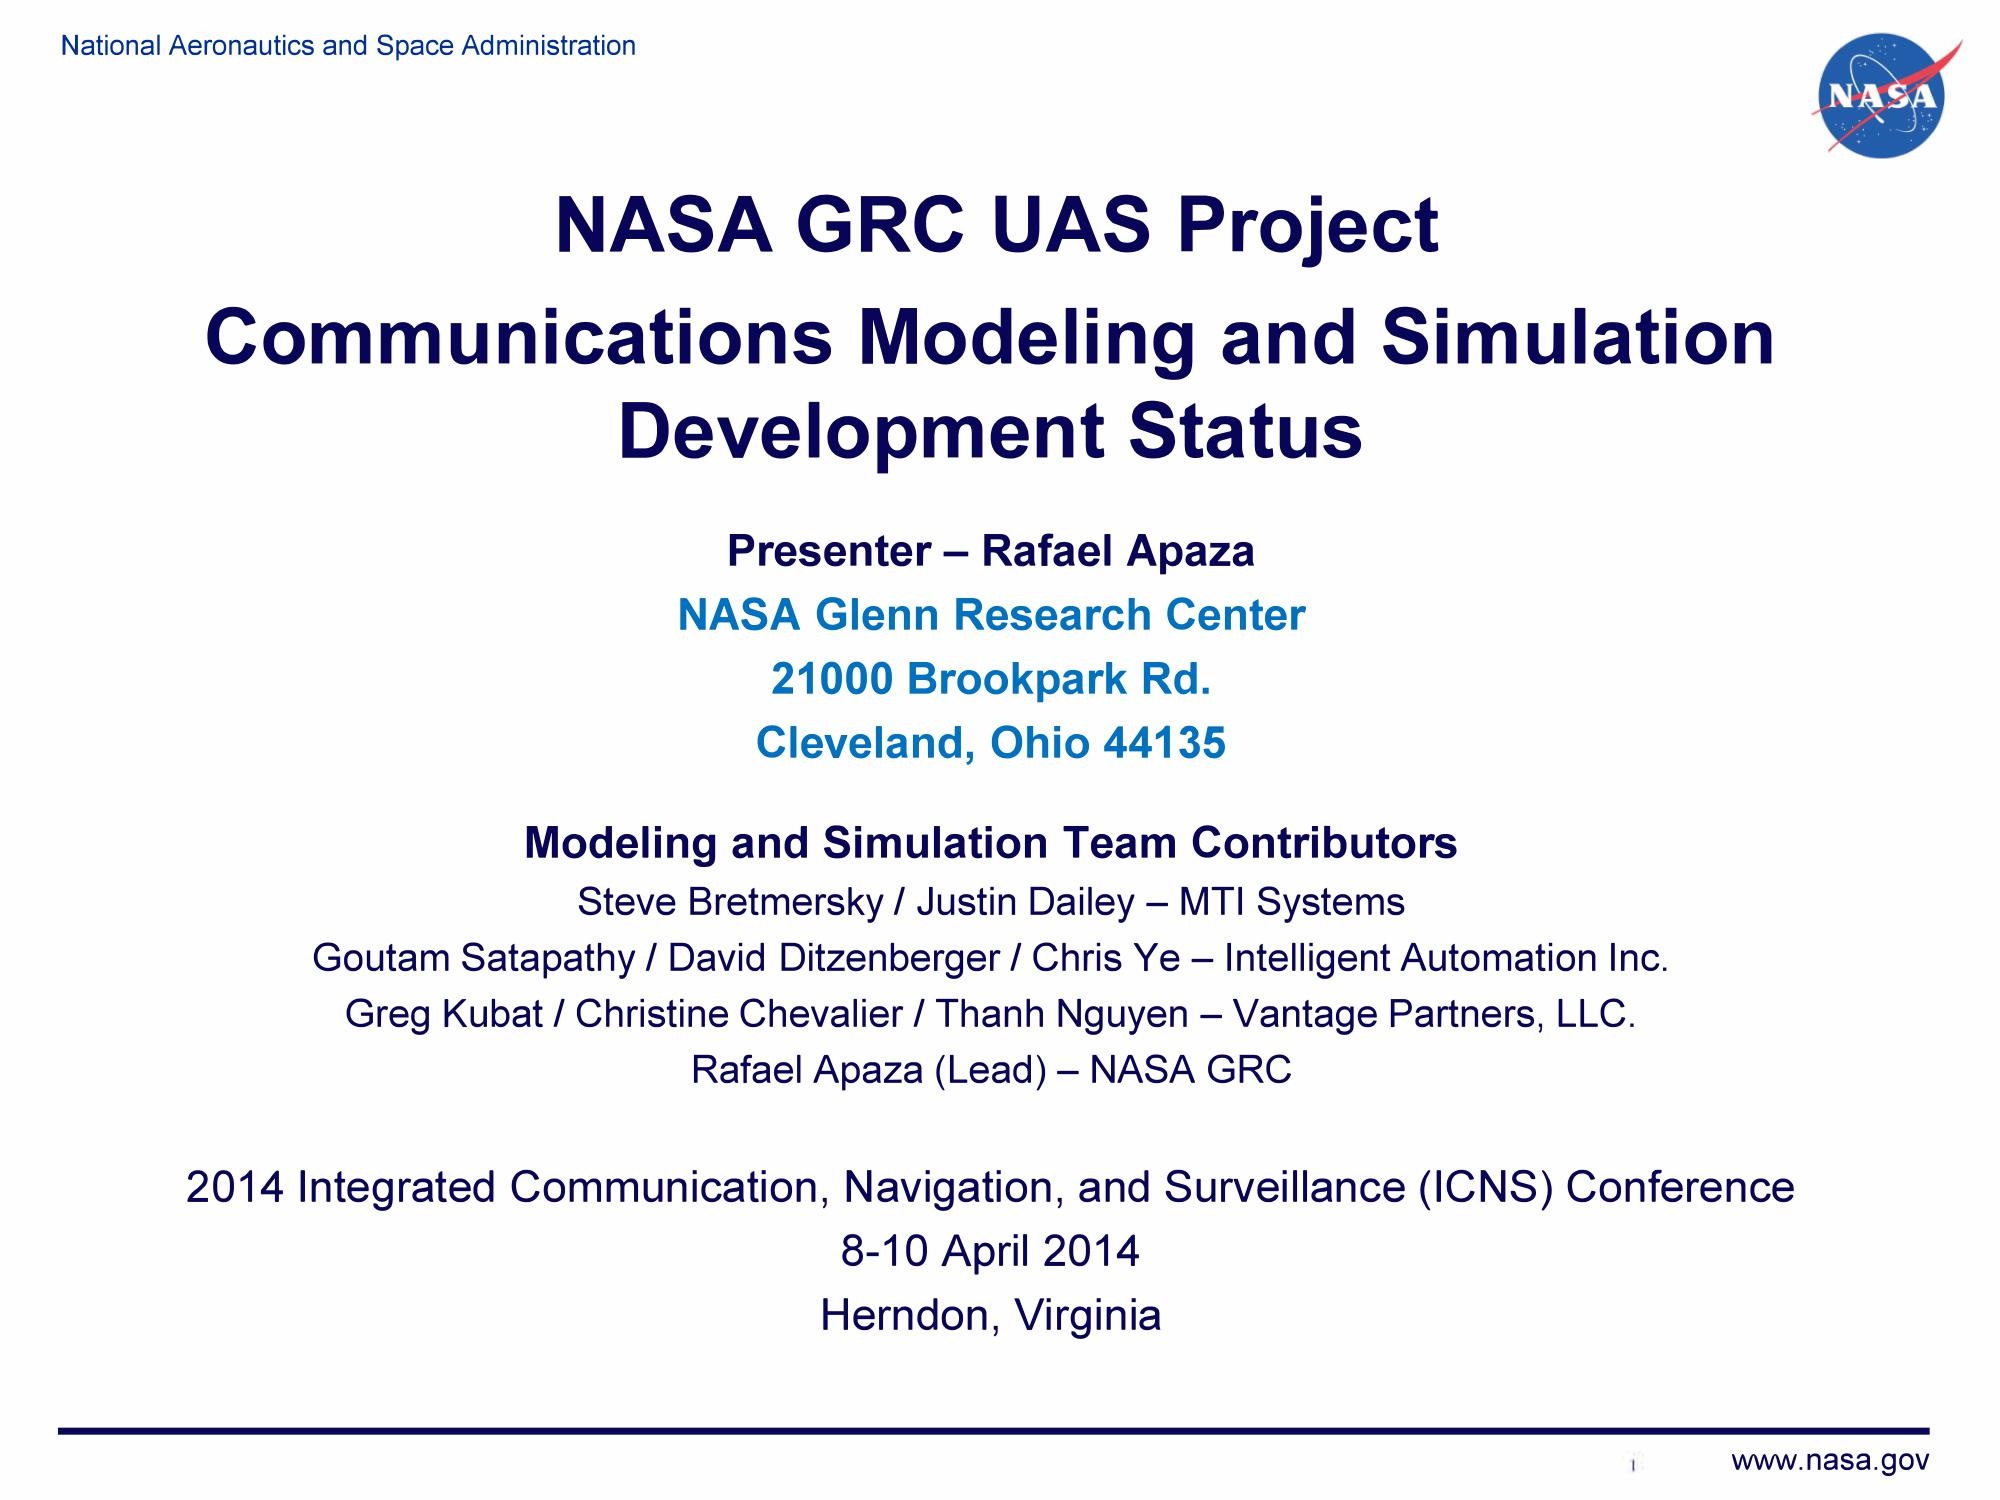 National Aeronautics and Space Administration
NASA
NASA GRC UAS Project
Communications Modeling and Simulation
Development Status
Presenter – Rafael Apaza
NASA Glenn Research Center
21000 Brookpark Rd.
Cleveland, Ohio 44135
Modeling and Simulation Team Contributors
Steve Bretmersky / Justin Dailey – MTI Systems
Goutam Satapathy / David Ditzenberger / Chris Ye – Intelligent Automation Inc.
Greg Kubat / Christine Chevalier / Thanh Nguyen – Vantage Partners, LLC.
Rafael Apaza (Lead) – NASA GRC
2014 Integrated Communication, Navigation, and Surveillance (ICNS) Conference
8-10 April 2014
Herndon, Virginia
www.nasa.gov